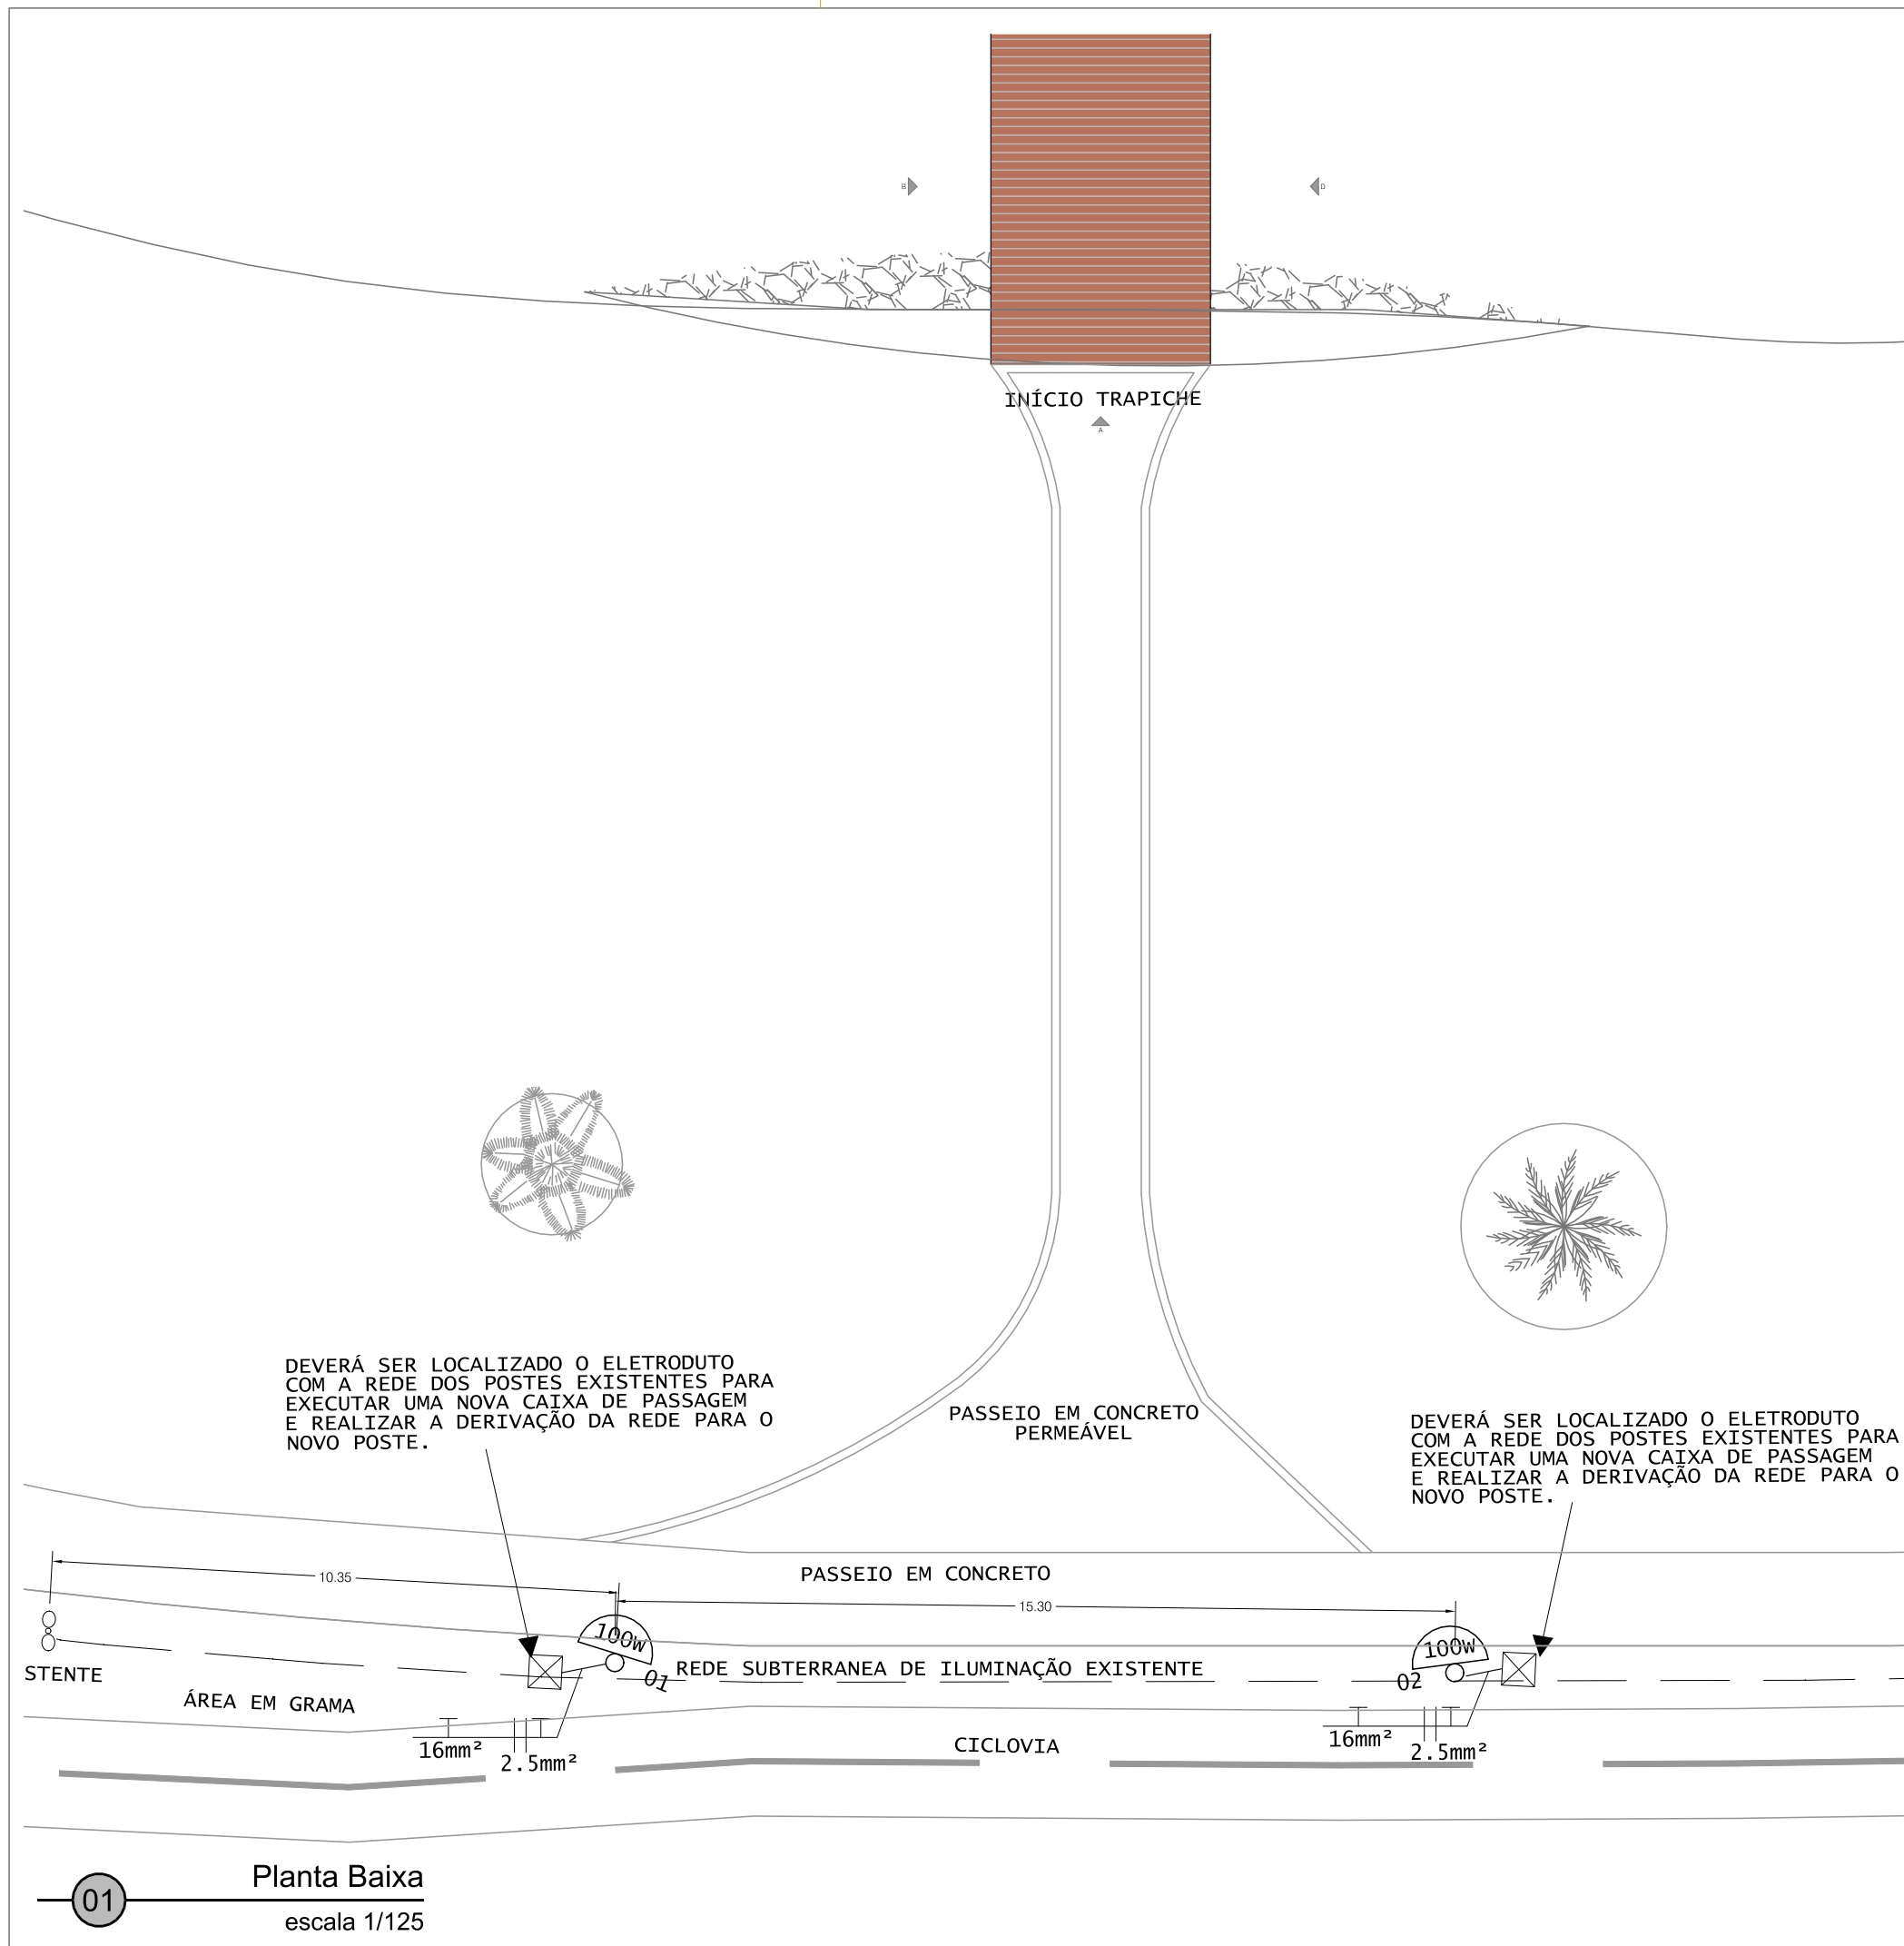 B
D
INÍCIO TRAPICHE
A
DEVERÁ SER LOCALIZADO O ELETRODUTO
COM A REDE DOS POSTES EXISTENTES PARA
EXECUTAR UMA NOVA CAIXA DE PASSAGEM
E REALIZAR A DERIVAÇÃO DA REDE PARA O
NOVO POSTE.
PASSEIO EM CONCRETO
PERMEÁVEL
DEVERÁ SER LOCALIZADO O ELETRODUTO
COM A REDE DOS POSTES EXISTENTES PARA
EXECUTAR UMA NOVA CAIXA DE PASSAGEM
E REALIZAR A DERIVAÇÃO DA REDE PARA O
NOVO POSTE.
PASSEIO EM CONCRETO
10.35
15.30
100W
100W
STENTE
01
REDE SUBTERRANEA DE ILUMINAÇÃO EXISTENTE
02
ÁREA EM GRAMA
16mm²
2.5mm²
CICLOVIA
16mm²
2.5mm²
01
Planta Baixa
escala 1/125